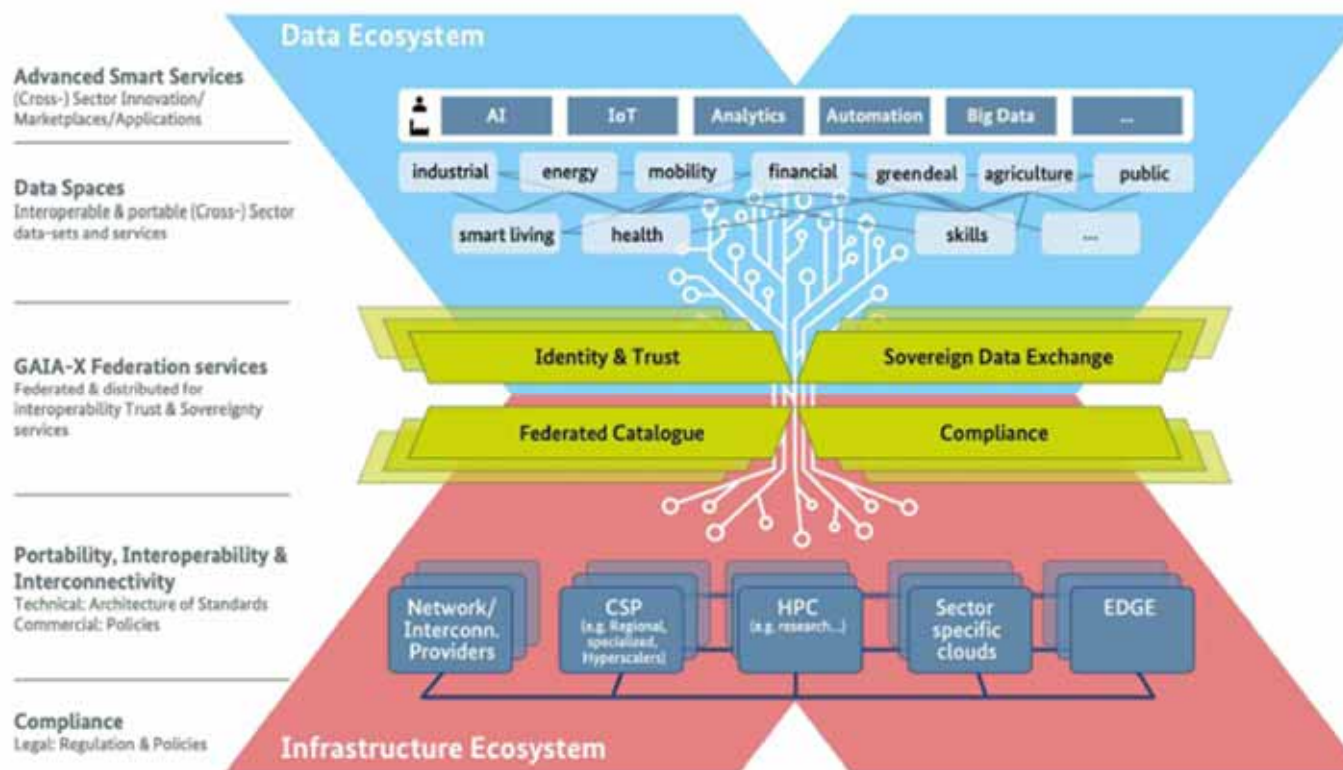 Data Ecosystem
Advanced Smart Services
(Cross-) Sector Innovation/
Marketplaces/Applications
AI
IoT
Analytics
Automation
Big Data
...
Data Spaces
Interoperable & portable (Cross-) Sector
data-sets and services
industrial
energy
mobility
financial
greendeal
agriculture
public
smart living
health
skills
...
GAIA-X Federation services
Federated & distributed for
interoperability Trust & Sovereignty
services
Identity & Trust
Sovereign Data Exchange
Federated Catalogue
Compliance
Portability, Interoperability &
Interconnectivity
Technical: Architecture of Standards
Commercial: Policies
Network/
Interconn.
Providers
CSP
(e.g. Regional,
specialized,
Hyperscalers)
HPC
(e.g. research...)
Sector
specific
clouds
EDGE
Compliance
Legal: Regulation & Policies
Infrastructure Ecosystem